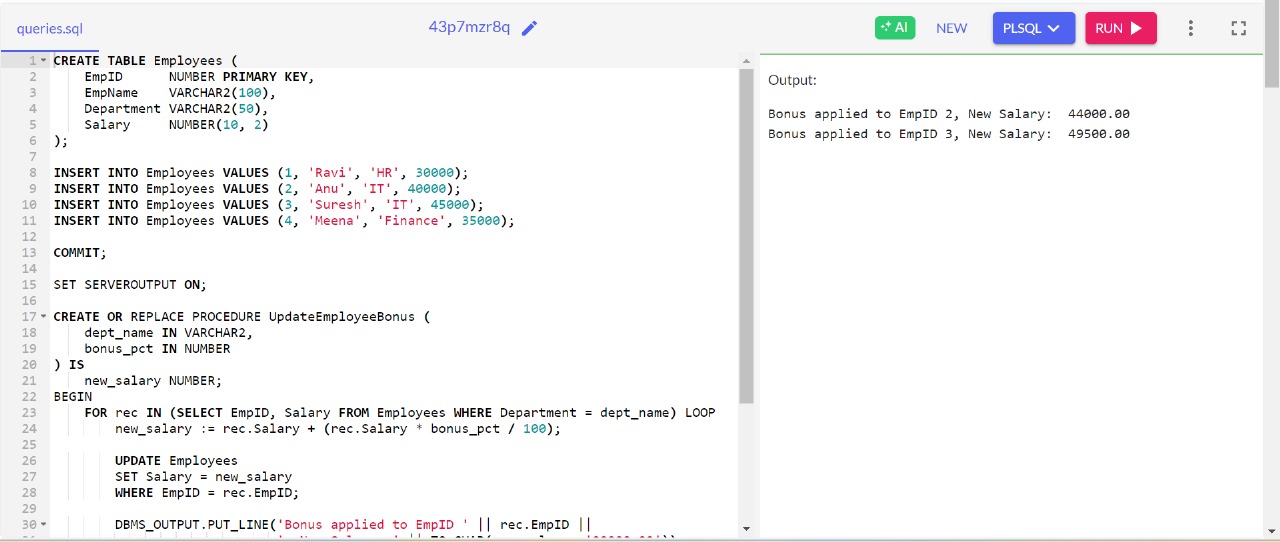 queries.sql
43p7mzr8q
AI
NEW
PLSQL
RUN
1 CREATE TABLE Employees (
2 EmpID NUMBER PRIMARY KEY,
3 EmpName VARCHAR2(100),
4 Department VARCHAR2(50),
5 Salary NUMBER(10, 2)
6 );
7
8 INSERT INTO Employees VALUES (1, 'Ravi', 'HR', 30000);
9 INSERT INTO Employees VALUES (2, 'Anu', 'IT', 40000);
10 INSERT INTO Employees VALUES (3, 'Suresh', 'IT', 45000);
11 INSERT INTO Employees VALUES (4, 'Meena', 'Finance', 35000);
12
13 COMMIT;
14
15 SET SERVEROUTPUT ON;
16
17 CREATE OR REPLACE PROCEDURE UpdateEmployeeBonus (
18 dept_name IN VARCHAR2,
19 bonus_pct IN NUMBER
20 ) IS
21 new_salary NUMBER;
22 BEGIN
23 FOR rec IN (SELECT EmpID, Salary FROM Employees WHERE Department = dept_name) LOOP
24 new_salary := rec.Salary + (rec.Salary * bonus_pct / 100);
25
26 UPDATE Employees
27 SET Salary = new_salary
28 WHERE EmpID = rec.EmpID;
29
30 DBMS_OUTPUT.PUT_LINE('Bonus applied to EmpID ' || rec.EmpID ||
Output:
Bonus applied to EmpID 2, New Salary: 44000.00
Bonus applied to EmpID 3, New Salary: 49500.00